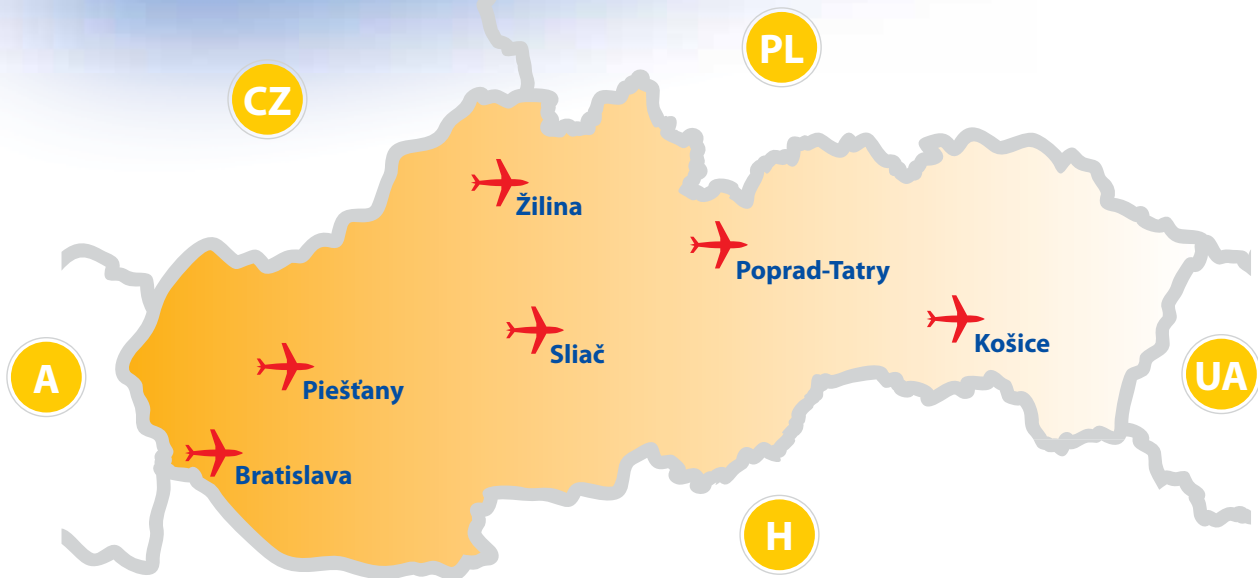 PL
CZ
Žilina
Poprad-Tatry
Košice
Sliač
A
UA
Piešťany
Bratislava
H